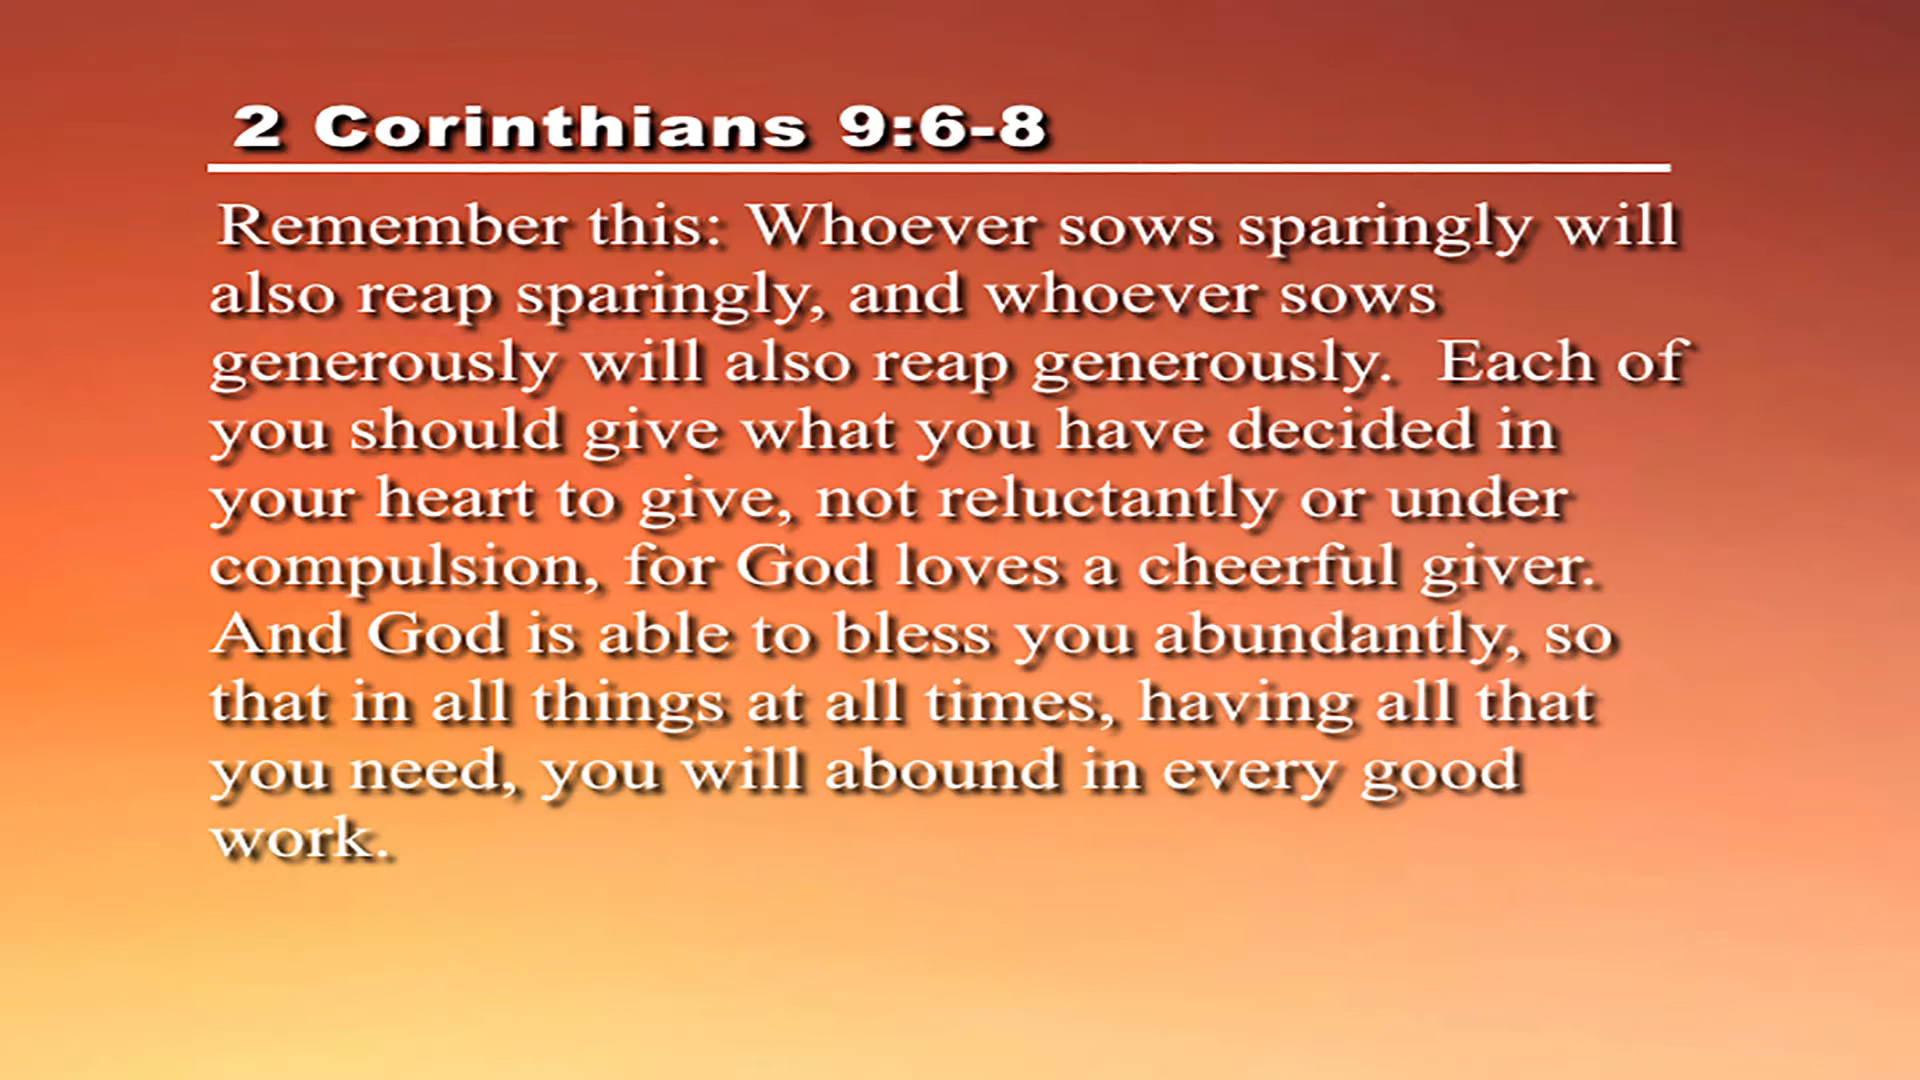 2 Corinthians 9:6-8
Remember this: Whoever sows sparingly will
also reap sparingly, and whoever sows
generously will also reap generously.  Each of
you should give what you have decided in
your heart to give, not reluctantly or under
compulsion, for God loves a cheerful giver.
And God is able to bless you abundantly, so
that in all things at all times, having all that
you need, you will abound in every good
work.